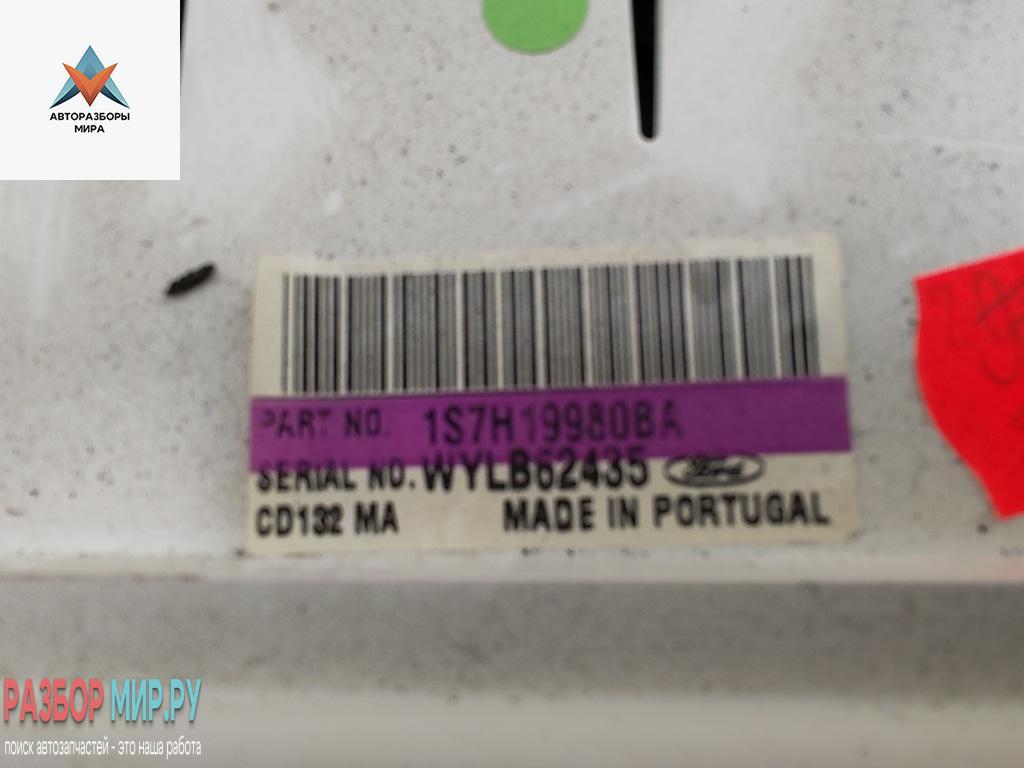 АВТОРАЗБОРЫ
МИРА
PART NO. 1S7H19980BA
SERIAL NO. WYLB62435 Ford
CD132 MA MADE IN PORTUGAL
РАЗБОР МИР.РУ
поиск автозапчастей - это наша работа